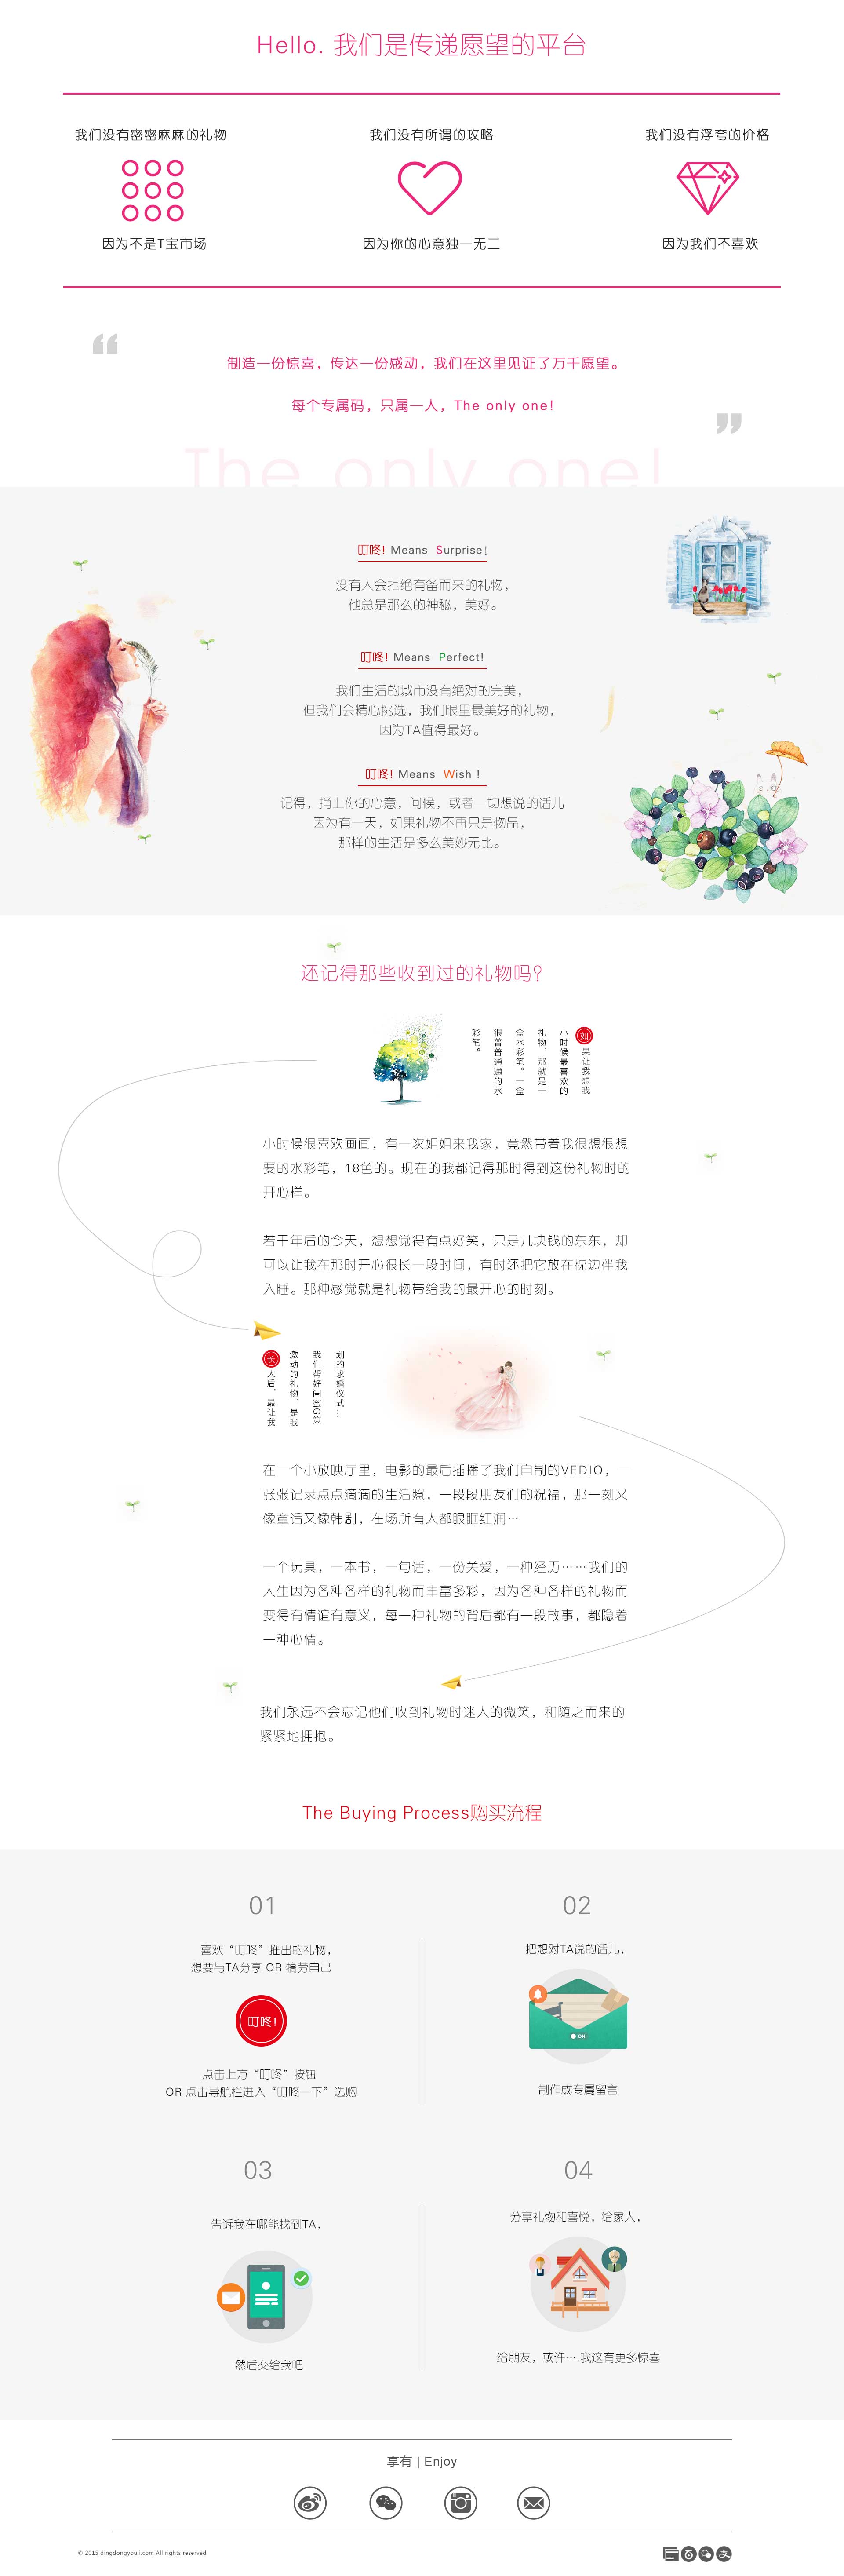 Hello. 我们是传递愿望的平台
我们没有密密麻麻的礼物
我们没有所谓的攻略
我们没有浮夸的价格
因为不是T宝市场
因为你的心意独一无二
因为我们不喜欢
“
制造一份惊喜，传达一份感动，我们在这里见证了万千愿望。
每个专属码，只属一人，The only one!
”
The only one!
叮咚! Means Surprise!
没有人会拒绝有备而来的礼物，
他总是那么的神秘，美好。
叮咚! Means Perfect!
我们生活的城市没有绝对的完美，
但我们会精心挑选，我们眼里最美好的礼物，
因为TA值得最好。
叮咚! Means Wish !
记得，捎上你的心意，问候，或者一切想说的话儿
因为有一天，如果礼物不再只是物品，
那样的生活是多么美妙无比。
还记得那些收到过的礼物吗?
如果让我想我
小时候最喜欢的
礼物，那就是一
盒水彩笔。一盒
很普普通通的水
彩笔。
小时候很喜欢画画，有一次姐姐来我家，竟然带着我很想很想
要的水彩笔，18色的。现在的我都记得那时得到这份礼物时的
开心样。
若干年后的今天，想想觉得有点好笑，只是几块钱的东东，却
可以让我在那时开心很长一段时间，有时还把它放在枕边伴我
入睡。那种感觉就是礼物带给我的最开心的时刻。
长大后，最让我
激动的礼物，是我
我们帮好闺蜜G策
划的求婚仪式…
在一个小放映厅里，电影的最后插播了我们自制的VEDIO，一
张张记录点点滴滴的生活照，一段段朋友们的祝福，那一刻又
像童话又像韩剧，在场所有人都眼眶红润…
一个玩具，一本书，一句话，一份关爱，一种经历……我们的
人生因为各种各样的礼物而丰富多彩，因为各种各样的礼物而
变得有情谊有意义，每一种礼物的背后都有一段故事，都隐着
一种心情。
我们永远不会忘记他们收到礼物时迷人的微笑，和随之而来的
紧紧地拥抱。
The Buying Process购买流程
01
喜欢“叮咚”推出的礼物，
想要与TA分享 OR 犒劳自己
叮咚!
点击上方“叮咚”按钮
OR 点击导航栏进入“叮咚一下”选购
02
把想对TA说的话儿，
ON
制作成专属留言
03
告诉我在哪能找到TA，
然后交给我吧
04
分享礼物和喜悦，给家人，
给朋友，或许….我这有更多惊喜
享有 | Enjoy
© 2015 dingdongyouli.com All rights reserved.
支